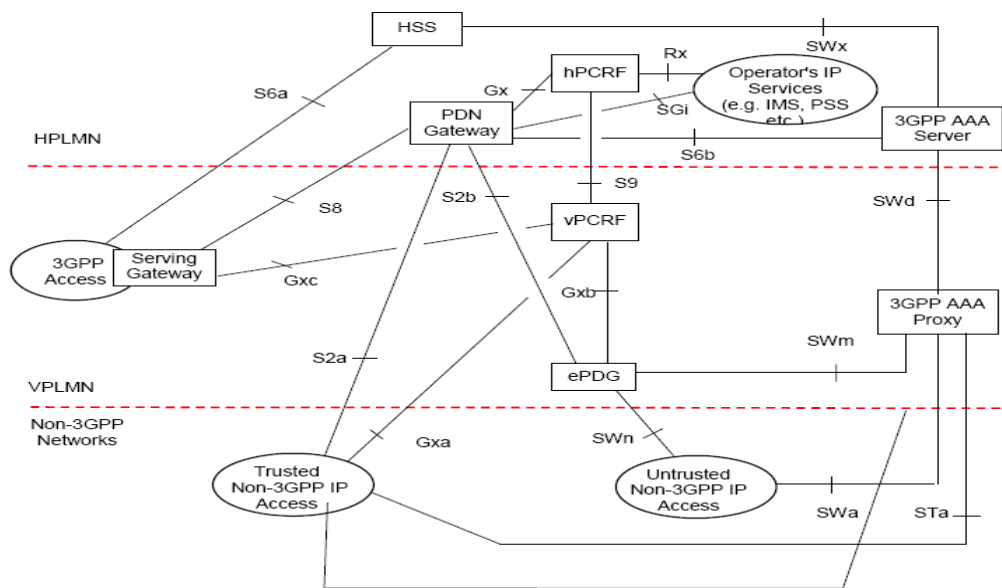 HSS
SWx
hPCRF
Rx
Operator's IP
Services
(e.g. IMS, PSS
etc.)
S6a
Gx
SGi
PDN
Gateway
3GPP AAA
Server
HPLMN
S6b
S8
S2b
S9
SWd
vPCRF
3GPP
Access
Serving
Gateway
Gxc
Gxb
3GPP AAA
Proxy
SWm
S2a
ePDG
VPLMN
Non-3GPP
Networks
Gxa
SWn
Trusted
Non-3GPP IP
Access
Untrusted
Non-3GPP IP
Access
SWa
STa